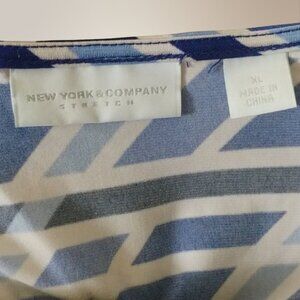 NEW YORK & COMPANY
STRETCH
XL
MADE IN
CHINA